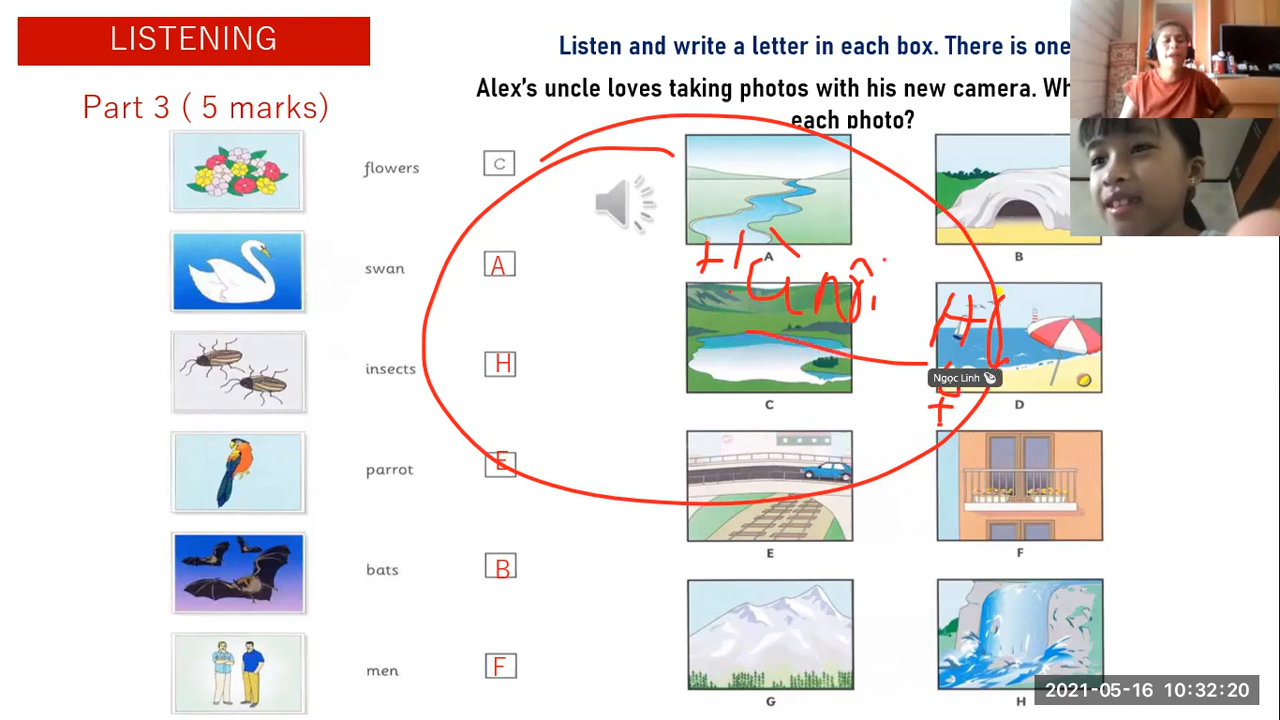 LISTENING
Listen and write a letter in each box. There is one
Part 3 ( 5 marks)
Alex's uncle loves taking photos with his new camera. Wh
each photo?
flowers
C
swan
A
insects
H
parrot
E
bats
B
men
F
A
B
C
D
E
F
G
H
Ngọc Linh
2021-05-16 10:32:20